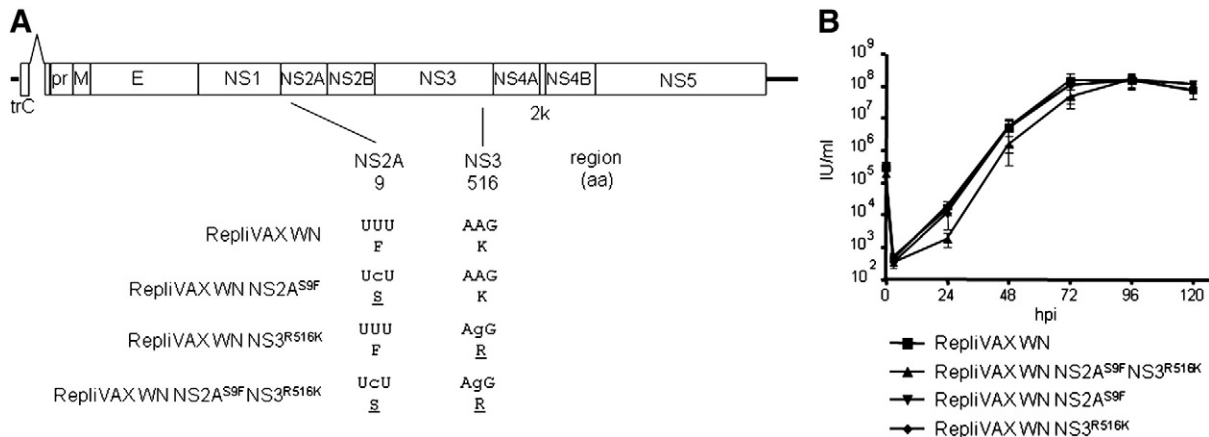 A
pr M E NS1 NS2A NS2B NS3 NS4A NS4B NS5
trC 2k
NS2A NS3 region
9 516 (aa)
RepliVAX WN UUU AAG
F K
RepliVAX WN NS2A^S9F UcU AAG
S K
RepliVAX WN NS3^R516K UUU AgG
F R
RepliVAX WN NS2A^S9F NS3^R516K UcU AgG
S R
B
IU/ml
10^9
10^8
10^7
10^6
10^5
10^4
10^3
10^2
0 24 48 72 96 120
hpi
RepliVAX WN
RepliVAX WN NS2A^S9F NS3^R516K
RepliVAX WN NS2A^S9F
RepliVAX WN NS3^R516K